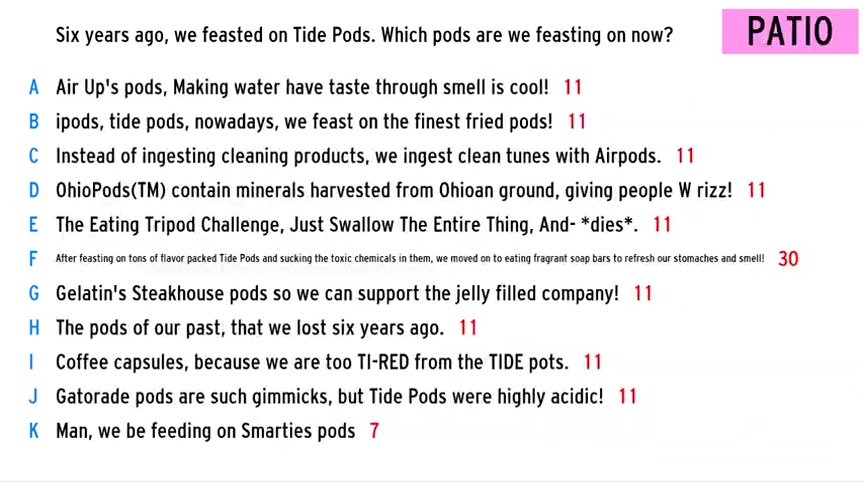 Six years ago, we feasted on Tide Pods. Which pods are we feasting on now?
PATIO
A Air Up's pods, Making water have taste through smell is cool! 11
B ipods, tide pods, nowadays, we feast on the finest fried pods! 11
C Instead of ingesting cleaning products, we ingest clean tunes with Airpods. 11
D OhioPods(TM) contain minerals harvested from Ohioan ground, giving people W rizz! 11
E The Eating Tripod Challenge, Just Swallow The Entire Thing, And- *dies*. 11
F After feasting on tons of flavor packed Tide Pods and sucking the toxic chemicals in them, we moved on to eating fragrant soap bars to refresh our stomaches and smell! 30
G Gelatin's Steakhouse pods so we can support the jelly filled company! 11
H The pods of our past, that we lost six years ago. 11
I Coffee capsules, because we are too TI-RED from the TIDE pots. 11
J Gatorade pods are such gimmicks, but Tide Pods were highly acidic! 11
K Man, we be feeding on Smarties pods 7